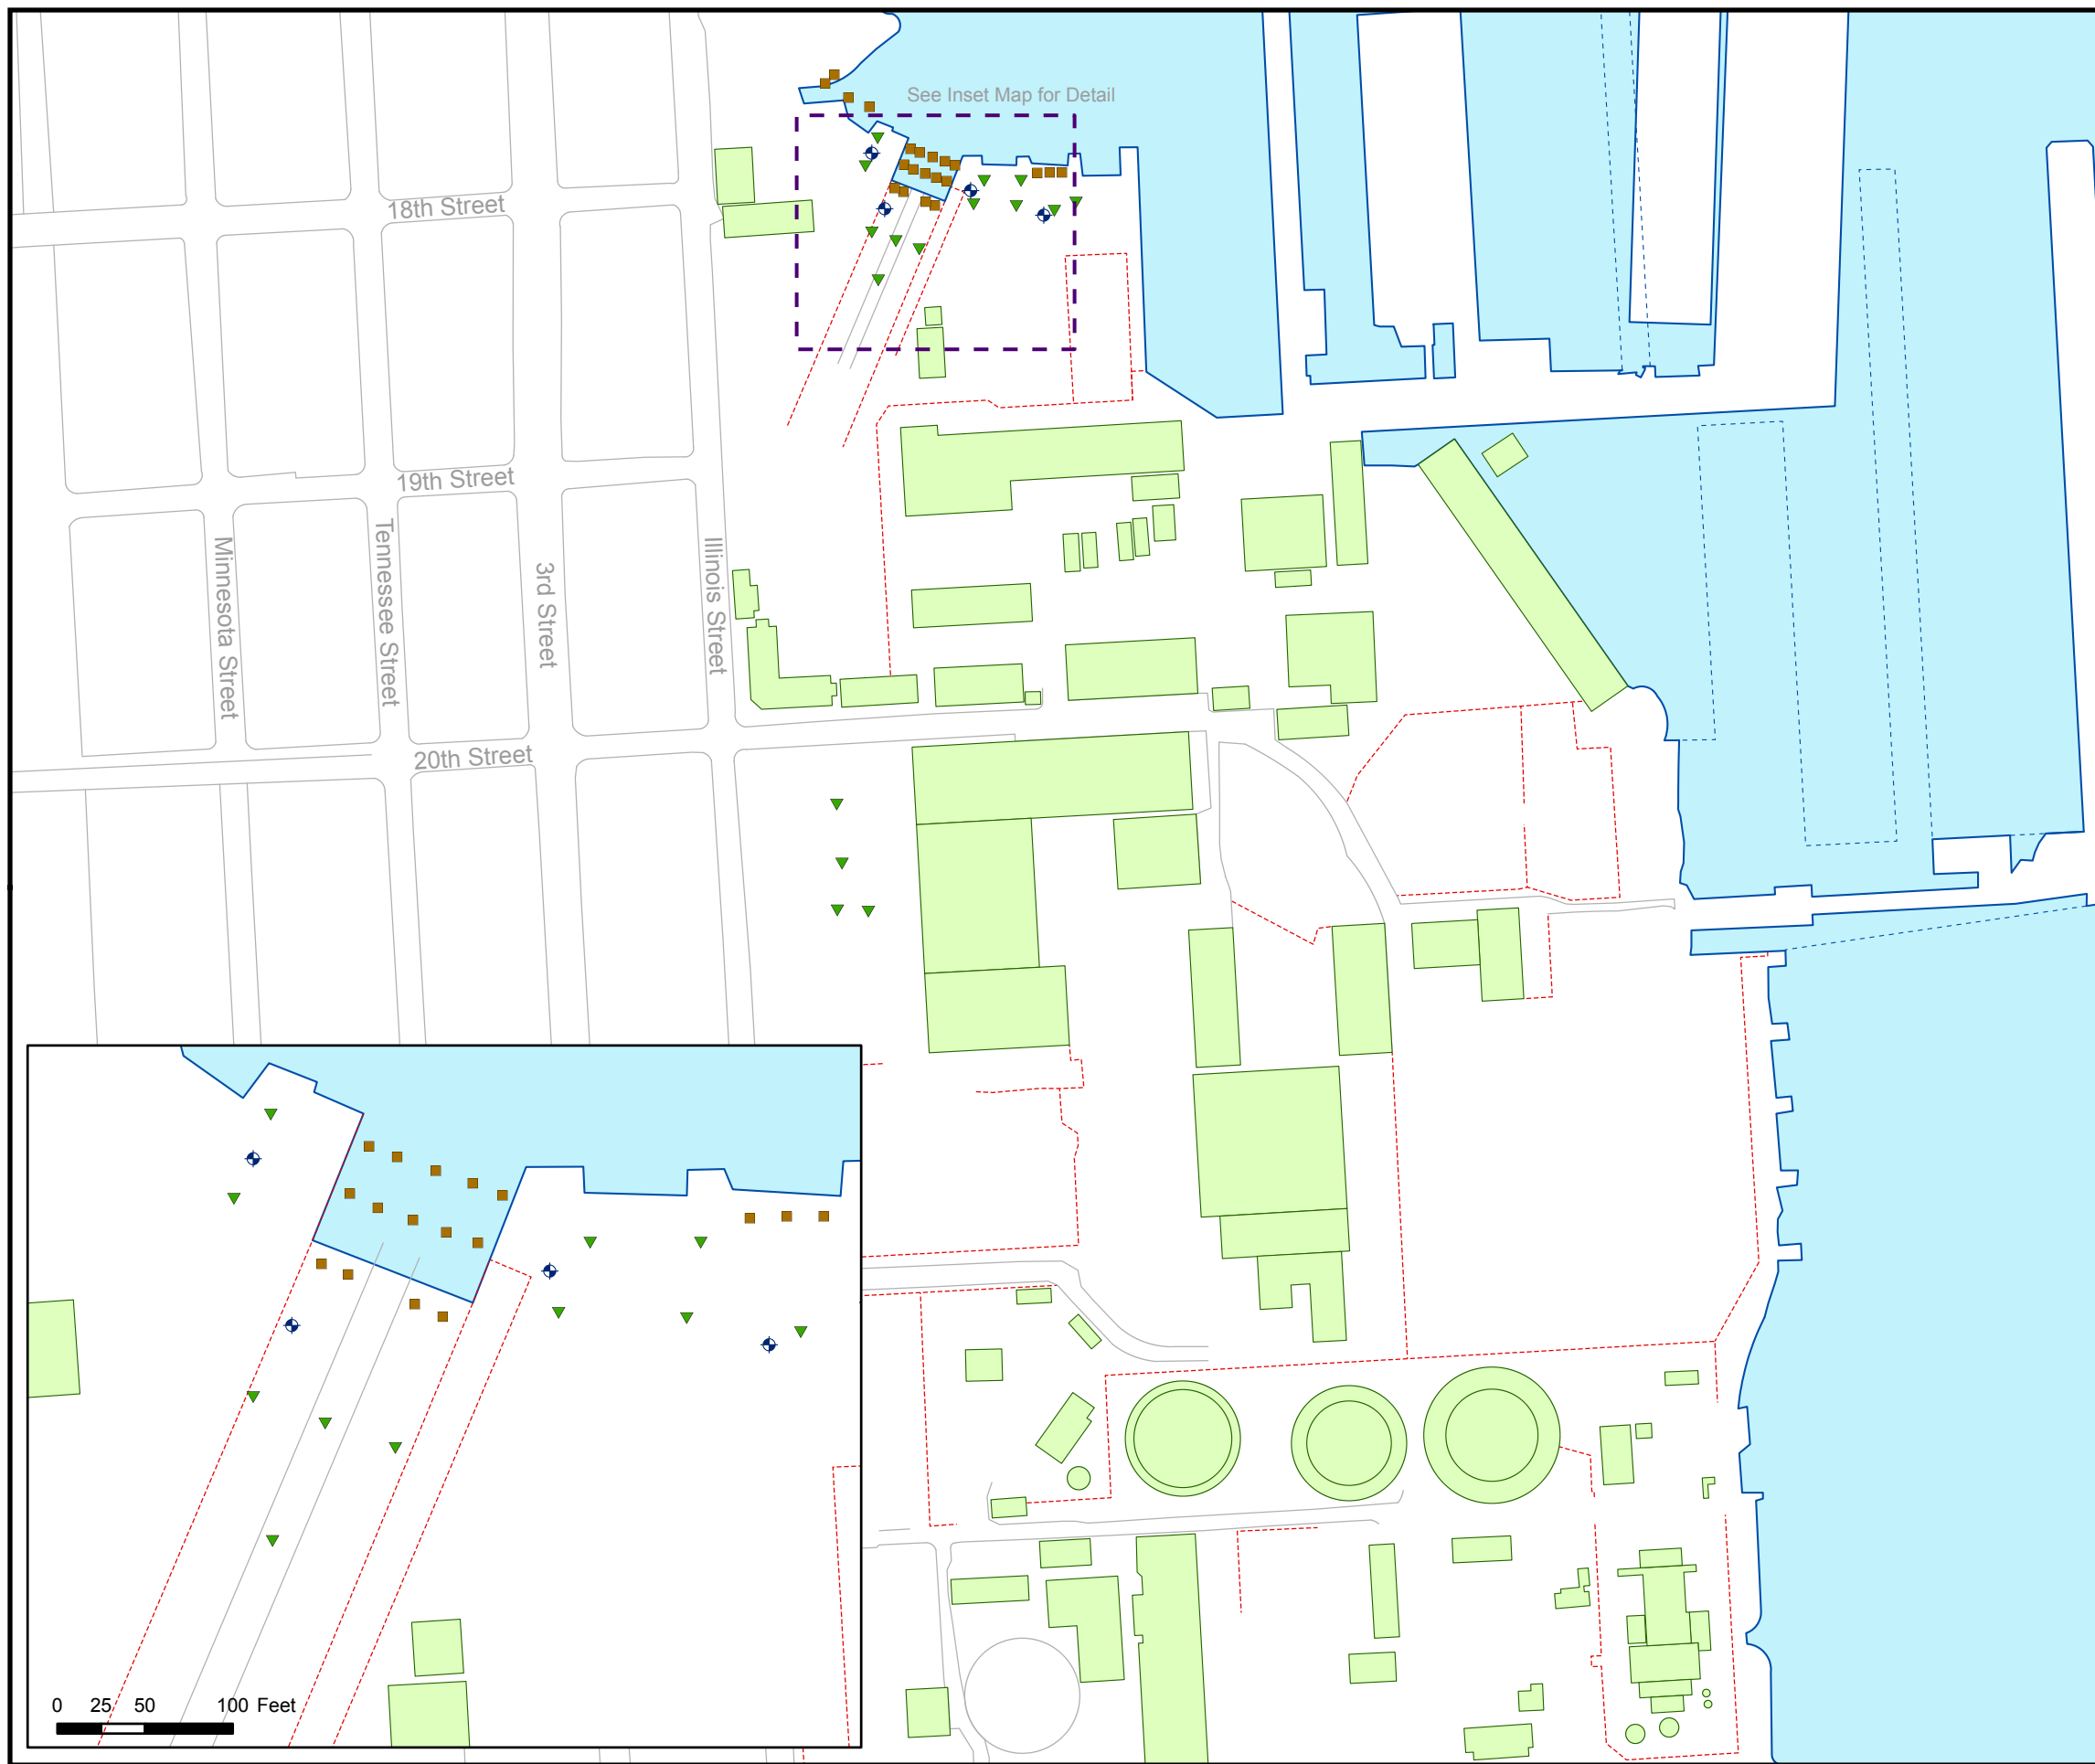 See Inset Map for Detail
18th Street
19th Street
Minnesota Street
Tennessee Street
3rd Street
Illinois Street
20th Street
0 25 50 100 Feet